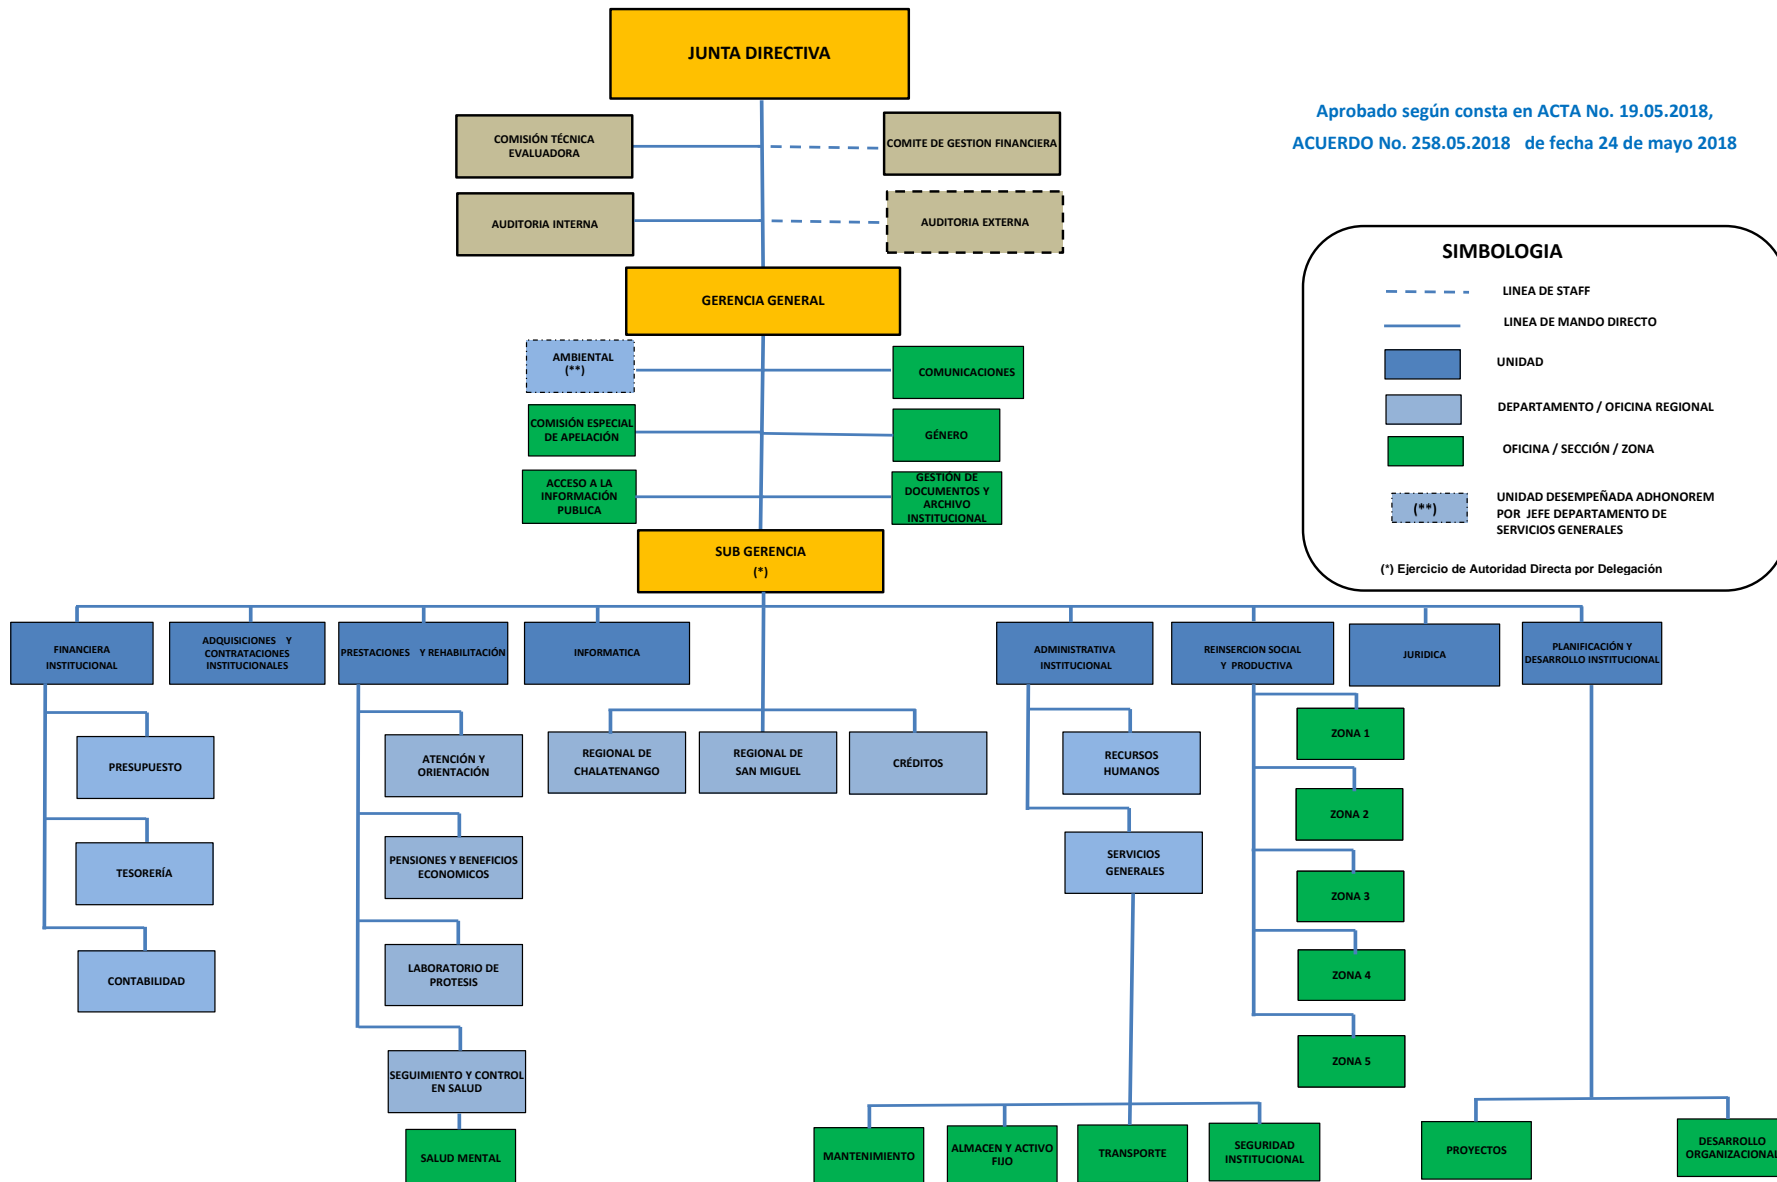 JUNTA DIRECTIVA
Aprobado según consta en ACTA No. 19.05.2018,
ACUERDO No. 258.05.2018 de fecha 24 de mayo 2018
COMISIÓN TÉCNICA
EVALUADORA
COMITE DE GESTION FINANCIERA
AUDITORIA INTERNA
AUDITORIA EXTERNA
GERENCIA GENERAL
SIMBOLOGIA
LINEA DE STAFF
LINEA DE MANDO DIRECTO
UNIDAD
DEPARTAMENTO / OFICINA REGIONAL
OFICINA / SECCIÓN / ZONA
(**)
UNIDAD DESEMPEÑADA ADHONOREM
POR JEFE DEPARTAMENTO DE
SERVICIOS GENERALES
(*) Ejercicio de Autoridad Directa por Delegación
AMBIENTAL
(**)
COMUNICACIONES
COMISIÓN ESPECIAL
DE APELACIÓN
GÉNERO
ACCESO A LA
INFORMACIÓN
PUBLICA
GESTIÓN DE
DOCUMENTOS Y
ARCHIVO
INSTITUCIONAL
SUB GERENCIA
(*)
FINANCIERA
INSTITUCIONAL
ADQUISICIONES Y
CONTRATACIONES
INSTITUCIONALES
PRESTACIONES Y REHABILITACIÓN
INFORMATICA
ADMINISTRATIVA
INSTITUCIONAL
REINSERCION SOCIAL
Y PRODUCTIVA
JURIDICA
PLANIFICACIÓN Y
DESARROLLO INSTITUCIONAL
PRESUPUESTO
TESORERÍA
CONTABILIDAD
ATENCIÓN Y
ORIENTACIÓN
PENSIONES Y BENEFICIOS
ECONOMICOS
LABORATORIO DE
PROTESIS
SEGUIMIENTO Y CONTROL
EN SALUD
SALUD MENTAL
REGIONAL DE
CHALATENANGO
REGIONAL DE
SAN MIGUEL
CRÉDITOS
RECURSOS
HUMANOS
SERVICIOS
GENERALES
ZONA 1
ZONA 2
ZONA 3
ZONA 4
ZONA 5
MANTENIMIENTO
ALMACEN Y ACTIVO
FIJO
TRANSPORTE
SEGURIDAD
INSTITUCIONAL
PROYECTOS
DESARROLLO
ORGANIZACIONAL